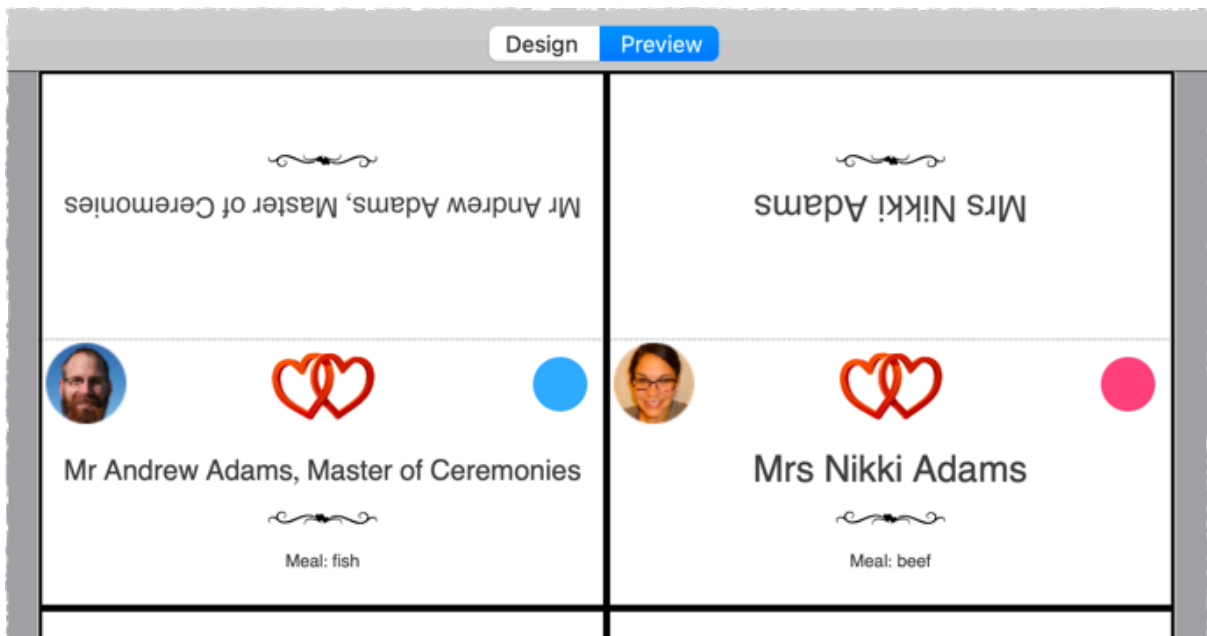 Design Preview
Mr Andrew Adams, Master of Ceremonies
Mrs Nikki Adams
Mr Andrew Adams, Master of Ceremonies
Meal: fish
Mrs Nikki Adams
Meal: beef